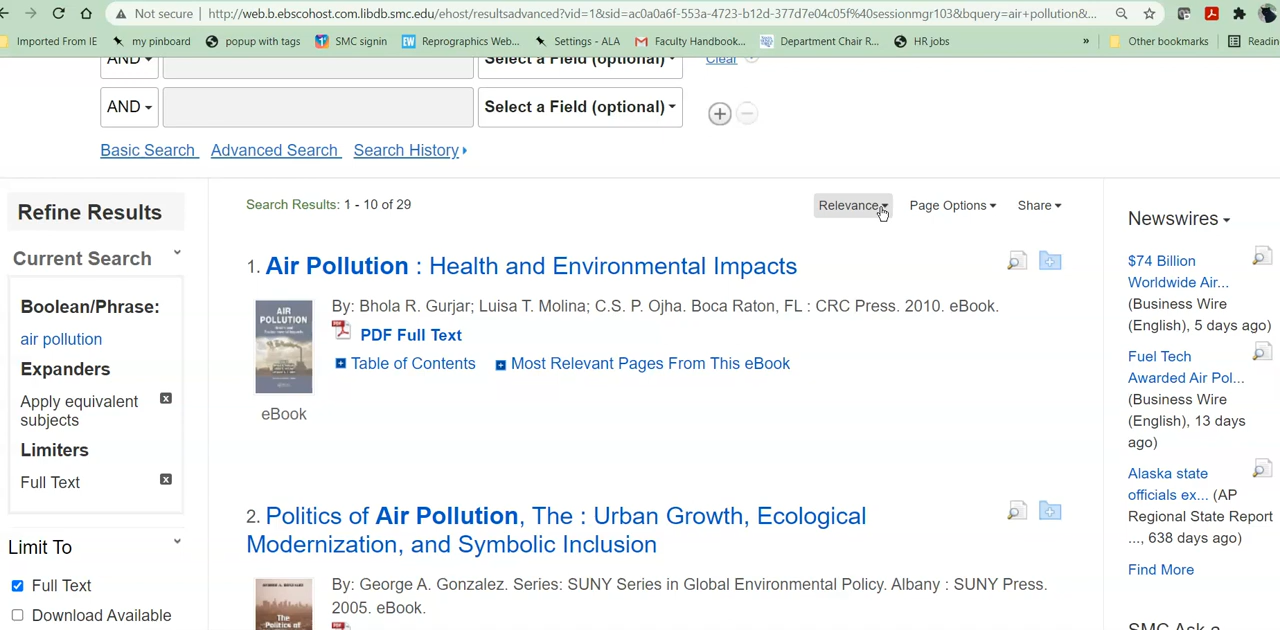 Not secure | http://web.b.ebscohost.com.libdb.smc.edu/ehost/resultsadvanced?vid=1&sid=ac0a0a6f-553a-4723-b12d-377d7e04c05f%40sessionmgr103&bquery=air+pollution&...
Imported From IE my pinboard popup with tags SMC signin Reprographics Web... Settings - ALA Faculty Handbook... Department Chair R... HR jobs » Other bookmarks Readin
AND Select a Field (optional) Clear
AND Select a Field (optional)
Basic Search Advanced Search Search History
Refine Results
Current Search
Boolean/Phrase:
air pollution
Expanders
Apply equivalent
subjects
Limiters
Full Text
Limit To
Full Text
Download Available
Search Results: 1 - 10 of 29
Relevance Page Options Share
1. Air Pollution : Health and Environmental Impacts
AIR
POLLUTION
eBook
By: Bhola R. Gurjar; Luisa T. Molina; C.S. P. Ojha. Boca Raton, FL : CRC Press. 2010. eBook.
PDF Full Text
Table of Contents Most Relevant Pages From This eBook
2. Politics of Air Pollution, The : Urban Growth, Ecological
Modernization, and Symbolic Inclusion
The
Politics of
By: George A. Gonzalez. Series: SUNY Series in Global Environmental Policy. Albany : SUNY Press.
2005. eBook.
Newswires
$74 Billion
Worldwide Air...
(Business Wire
(English), 5 days ago)
Fuel Tech
Awarded Air Pol...
(Business Wire
(English), 13 days
ago)
Alaska state
officials ex... (AP
Regional State Report
..., 638 days ago)
Find More
SMC Ask a